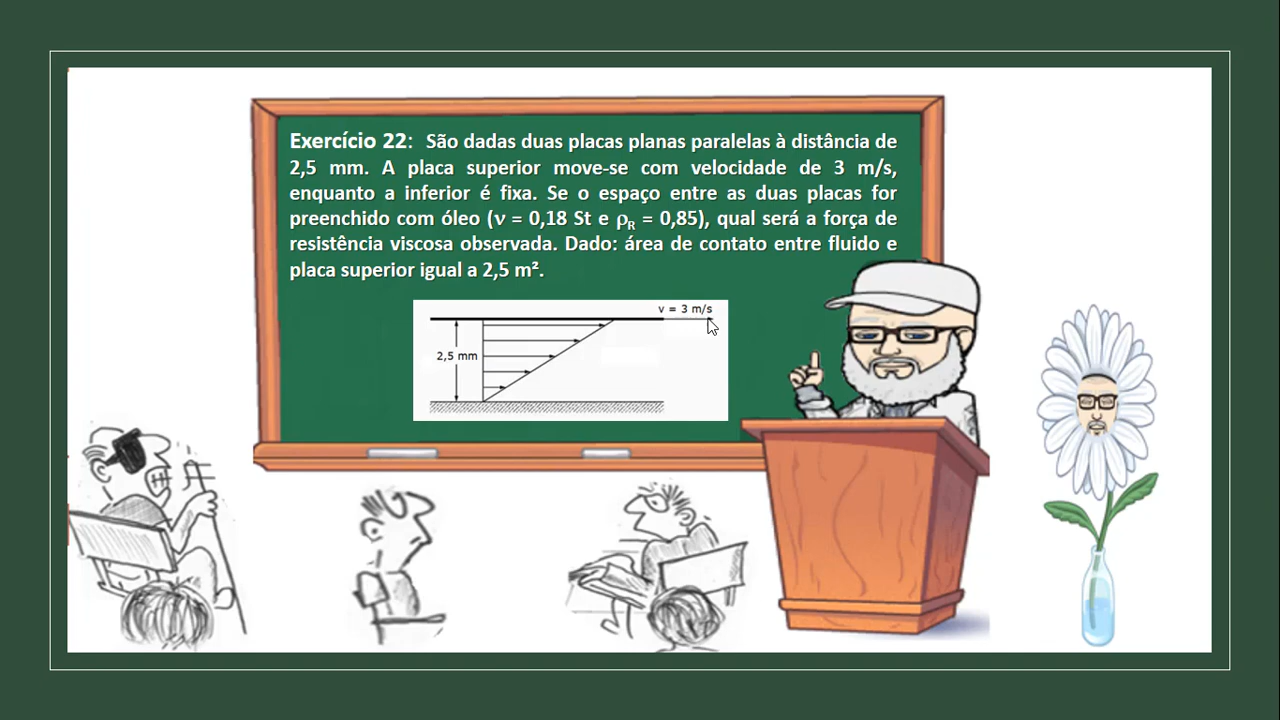 Exercício 22: São dadas duas placas planas paralelas à distância de
2,5 mm. A placa superior move-se com velocidade de 3 m/s,
enquanto a inferior é fixa. Se o espaço entre as duas placas for
preenchido com óleo (ν = 0,18 St e ρR = 0,85), qual será a força de
resistência viscosa observada. Dado: área de contato entre fluido e
placa superior igual a 2,5 m².
v = 3 m/s
2,5 mm